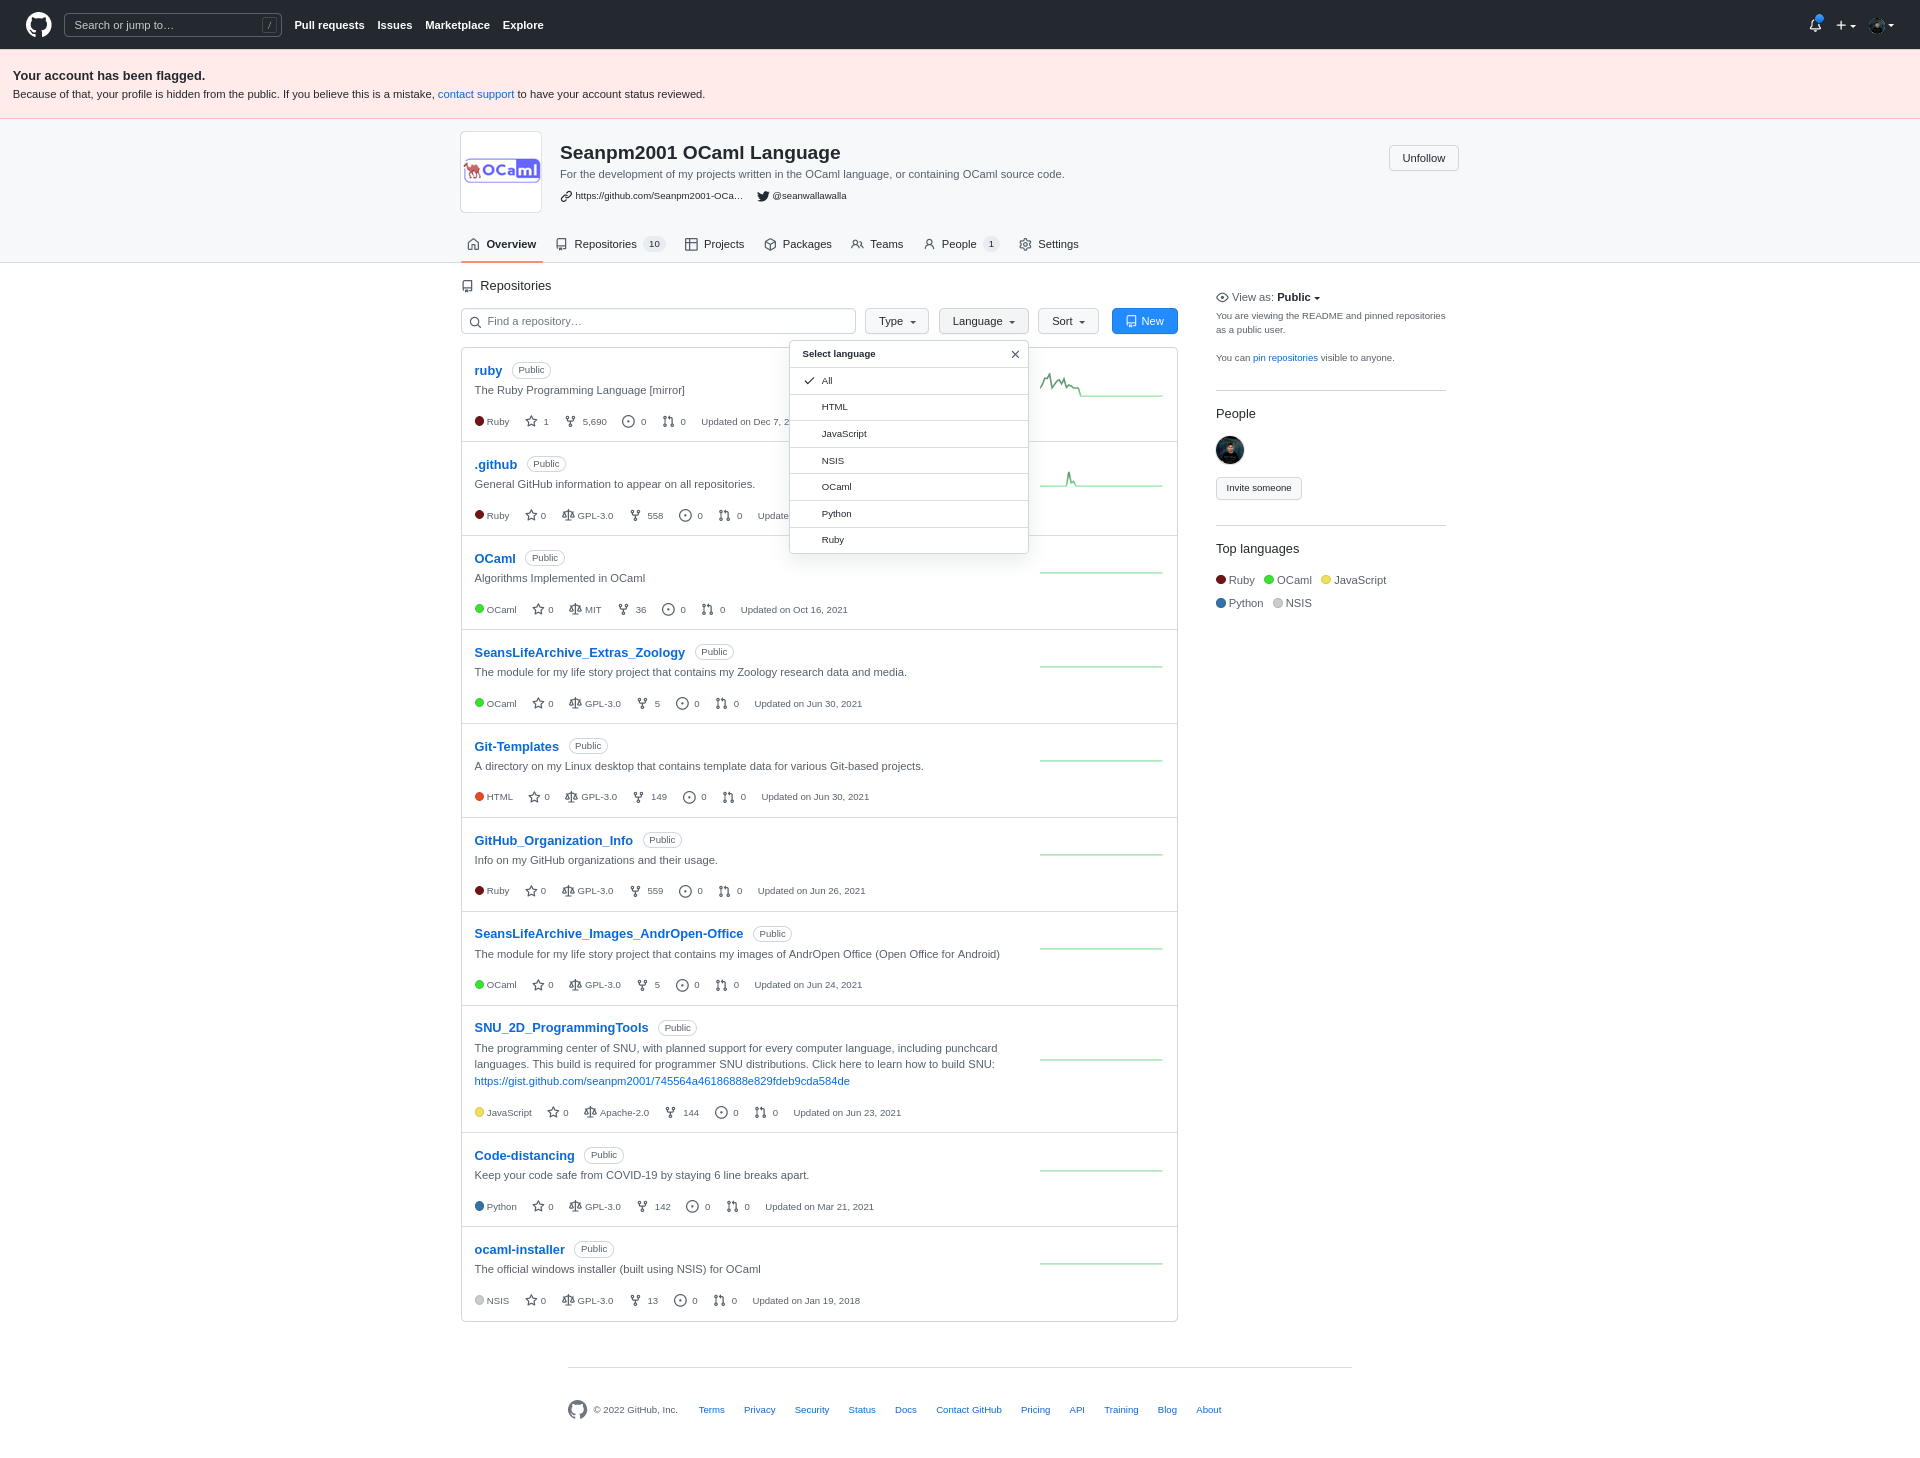 Search or jump to… / Pull requests Issues Marketplace Explore
Your account has been flagged.
Because of that, your profile is hidden from the public. If you believe this is a mistake, contact support to have your account status reviewed.
OCaml
Seanpm2001 OCaml Language
Unfollow
For the development of my projects written in the OCaml language, or containing OCaml source code.
https://github.com/Seanpm2001-OCa… @seanwallawalla
Overview Repositories 10 Projects Packages Teams People 1 Settings
Repositories
Find a repository… Type Language Sort New
Select language
All
HTML
JavaScript
NSIS
OCaml
Python
Ruby
ruby Public
The Ruby Programming Language [mirror]
Ruby 1 5,690 0 0 Updated on Dec 7, 2
.github Public
General GitHub information to appear on all repositories.
Ruby 0 GPL-3.0 558 0 0 Update
OCaml Public
Algorithms Implemented in OCaml
OCaml 0 MIT 36 0 0 Updated on Oct 16, 2021
SeansLifeArchive_Extras_Zoology Public
The module for my life story project that contains my Zoology research data and media.
OCaml 0 GPL-3.0 5 0 0 Updated on Jun 30, 2021
Git-Templates Public
A directory on my Linux desktop that contains template data for various Git-based projects.
HTML 0 GPL-3.0 149 0 0 Updated on Jun 30, 2021
GitHub_Organization_Info Public
Info on my GitHub organizations and their usage.
Ruby 0 GPL-3.0 559 0 0 Updated on Jun 26, 2021
SeansLifeArchive_Images_AndrOpen-Office Public
The module for my life story project that contains my images of AndrOpen Office (Open Office for Android)
OCaml 0 GPL-3.0 5 0 0 Updated on Jun 24, 2021
SNU_2D_ProgrammingTools Public
The programming center of SNU, with planned support for every computer language, including punchcard
languages. This build is required for programmer SNU distributions. Click here to learn how to build SNU:
https://gist.github.com/seanpm2001/745564a46186888e829fdeb9cda584de
JavaScript 0 Apache-2.0 144 0 0 Updated on Jun 23, 2021
Code-distancing Public
Keep your code safe from COVID-19 by staying 6 line breaks apart.
Python 0 GPL-3.0 142 0 0 Updated on Mar 21, 2021
ocaml-installer Public
The official windows installer (built using NSIS) for OCaml
NSIS 0 GPL-3.0 13 0 0 Updated on Jan 19, 2018
View as: Public
You are viewing the README and pinned repositories
as a public user.
You can pin repositories visible to anyone.
People
Invite someone
Top languages
Ruby OCaml JavaScript
Python NSIS
© 2022 GitHub, Inc. Terms Privacy Security Status Docs Contact GitHub Pricing API Training Blog About